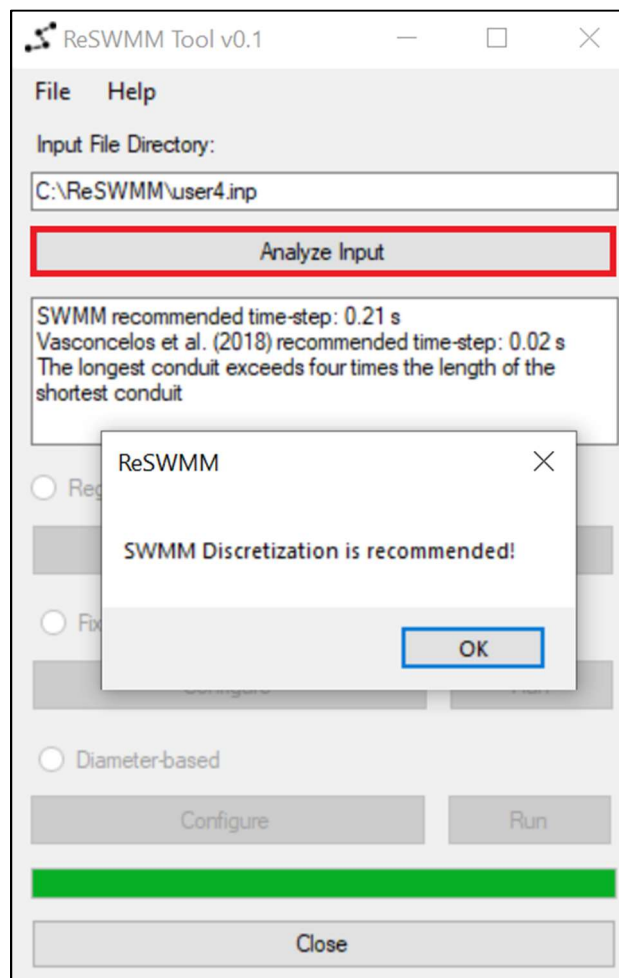 ReSWMM Tool v0.1
File Help
Input File Directory:
C:\ReSWMM\user4.inp
Analyze Input
SWMM recommended time-step: 0.21 s
Vasconcelos et al. (2018) recommended time-step: 0.02 s
The longest conduit exceeds four times the length of the
shortest conduit
ReSWMM
SWMM Discretization is recommended!
OK
Diameter-based
Configure Run
Close